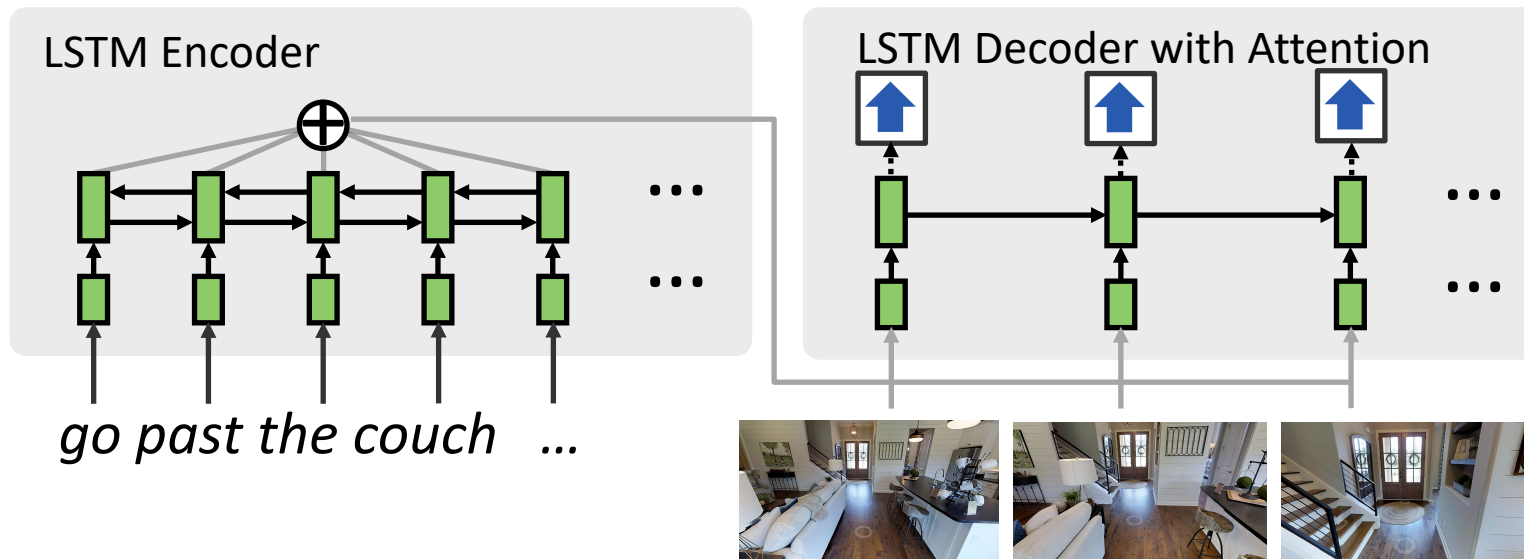 LSTM Encoder
LSTM Decoder with Attention
...
...
...
...
go past the couch ...